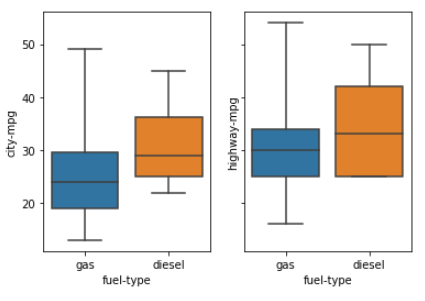 50
40
30
20
city-mpg
gas diesel
fuel-type
highway-mpg
gas diesel
fuel-type